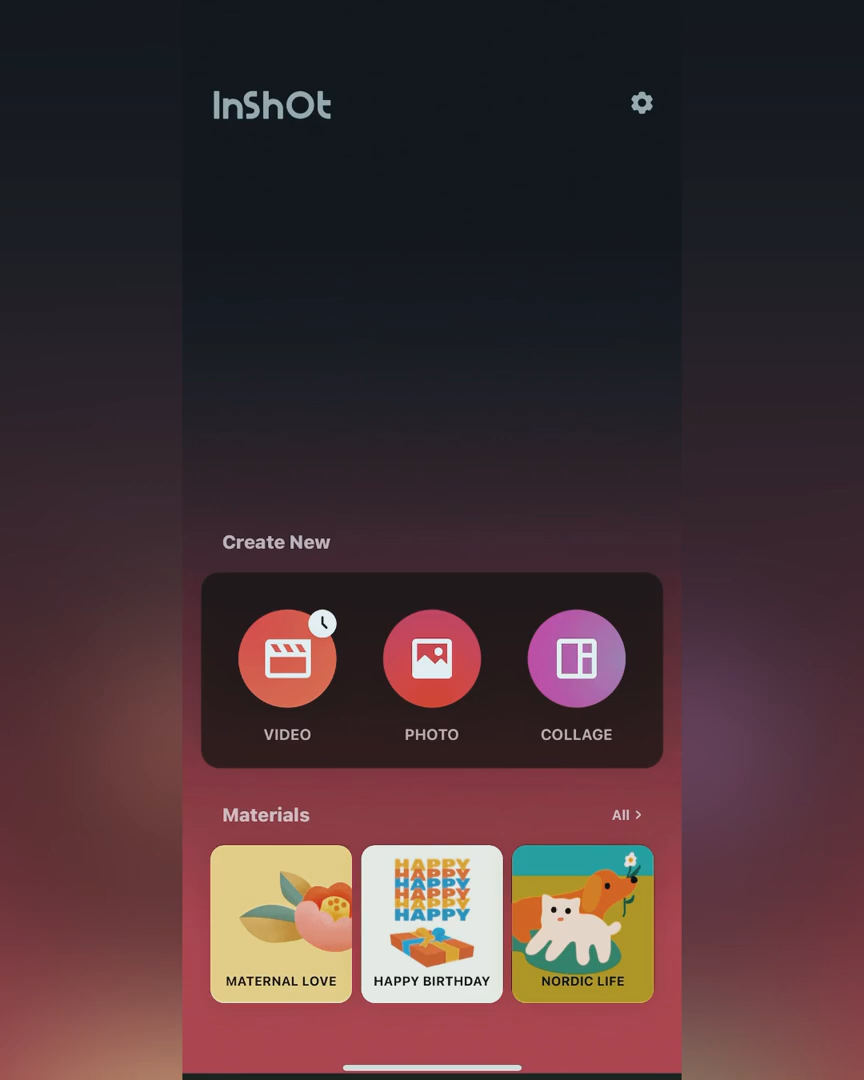 InShOt
Create New
VIDEO
PHOTO
COLLAGE
Materials
All >
MATERNAL LOVE
HAPPY
HAPPY
HAPPY
HAPPY
HAPPY
HAPPY
HAPPY BIRTHDAY
NORDIC LIFE